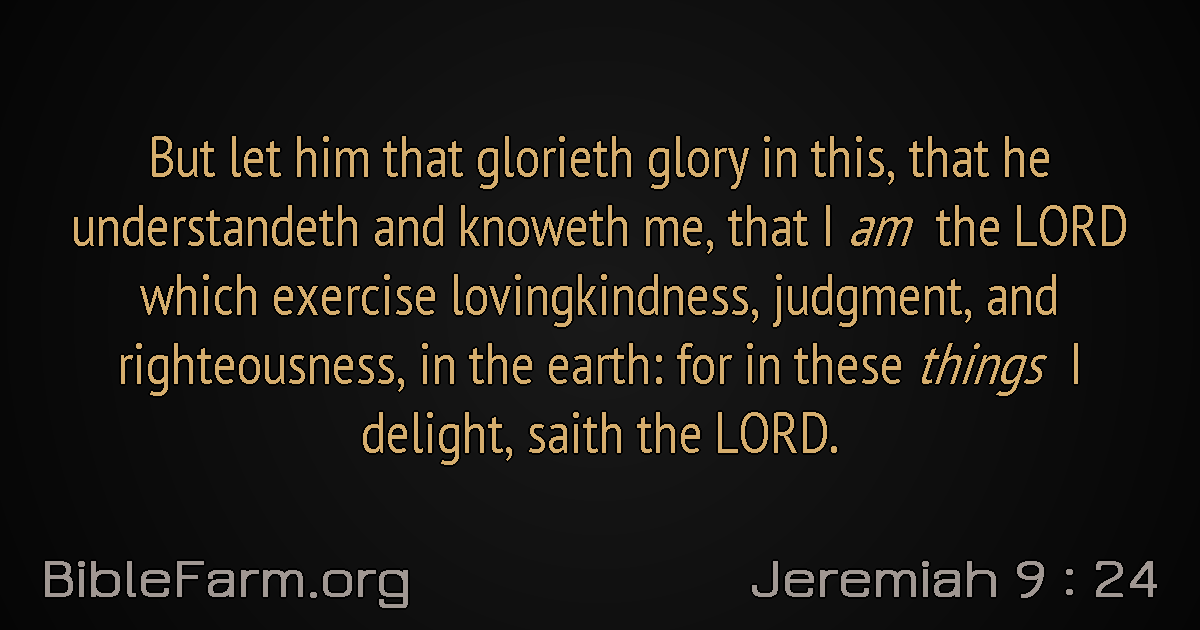 But let him that glorieth glory in this, that he
understandeth and knoweth me, that I am the LORD
which exercise lovingkindness, judgment, and
righteousness, in the earth: for in these things I
delight, saith the LORD.
BibleFarm.org
Jeremiah 9 : 24